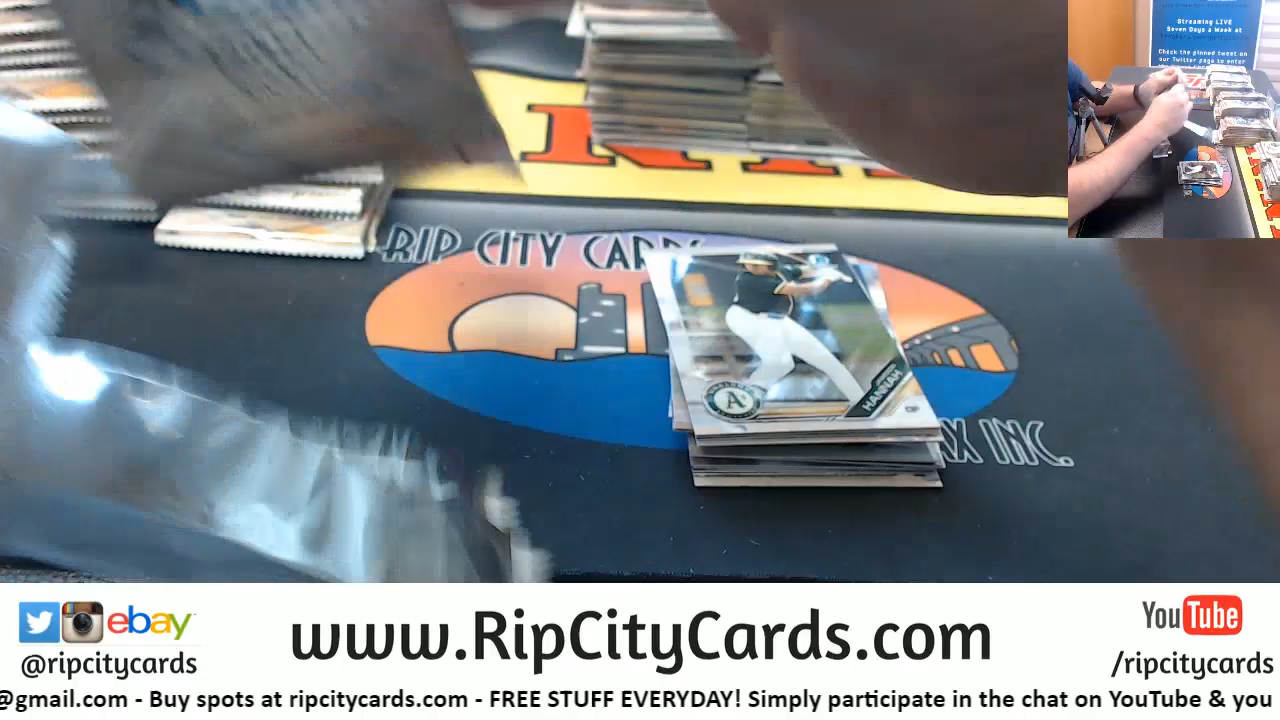 Streaming LIVE
Seven Days a Week at
Check the pinned tweet on
our Twitter page to enter
RIP CITY CARDS
A
HANNAH
INC.
ebay
@ripcitycards
www.RipCityCards.com
YouTube
/ripcitycards
@gmail.com - Buy spots at ripcitycards.com - FREE STUFF EVERYDAY! Simply participate in the chat on YouTube & you